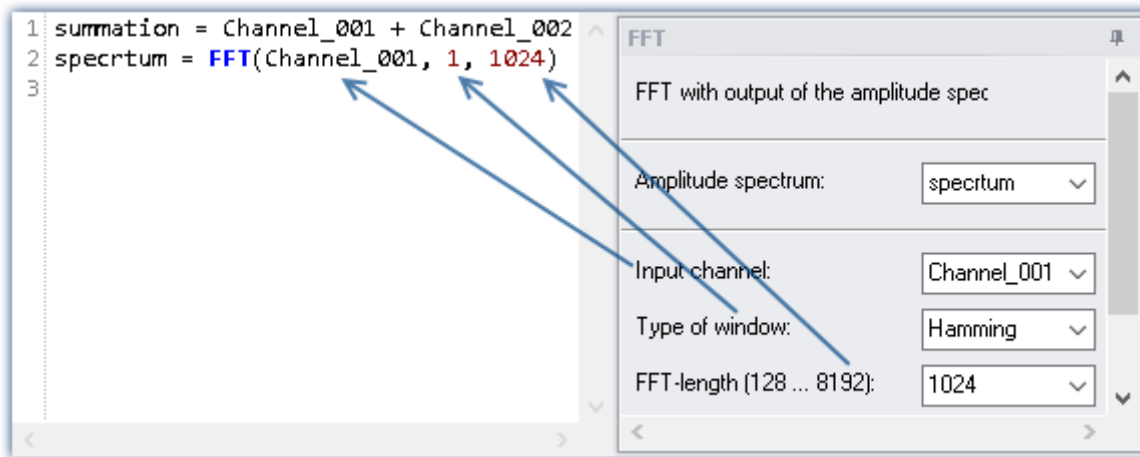 1 summation = Channel_001 + Channel_002
2 specrtum = FFT(Channel_001, 1, 1024)
3
FFT
FFT with output of the amplitude spec
Amplitude spectrum: specrtum
Input channel: Channel_001
Type of window: Hamming
FFT-length (128 ... 8192): 1024